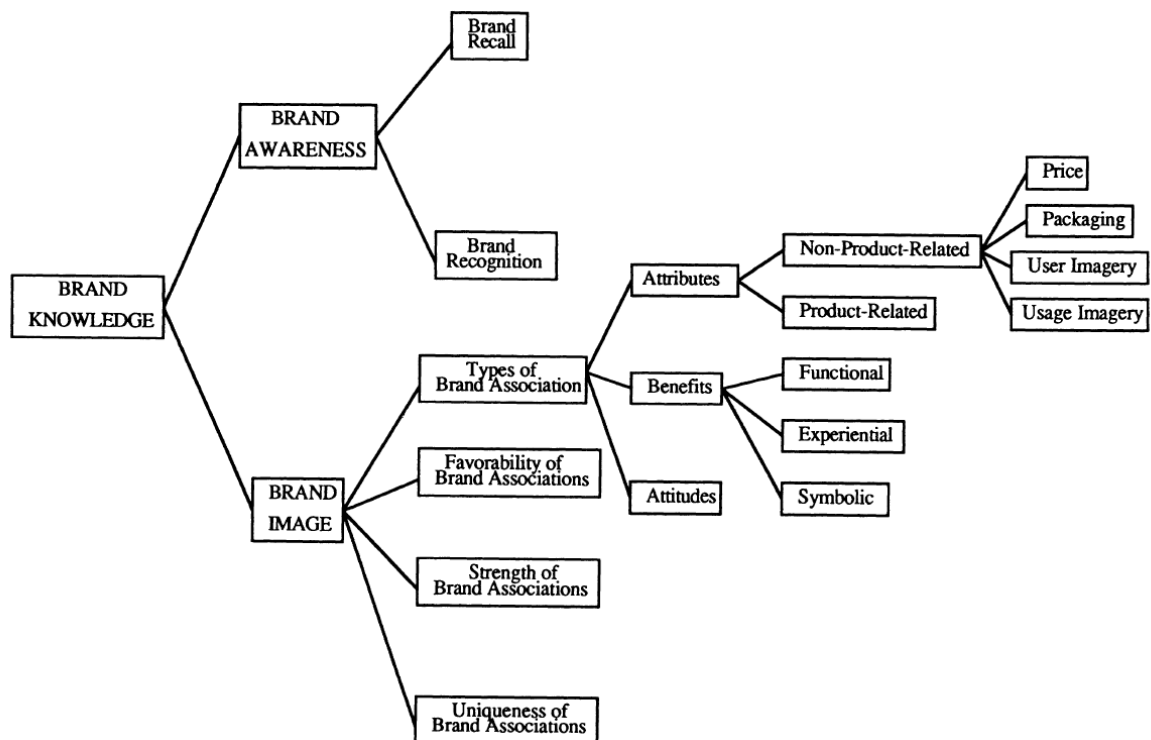 Brand
Recall
BRAND
AWARENESS
Brand
Recognition
BRAND
KNOWLEDGE
Types of
Brand Association
Attributes
Non-Product-Related
Price
Packaging
User Imagery
Usage Imagery
Product-Related
Benefits
Functional
Experiential
Symbolic
Attitudes
BRAND
IMAGE
Favorability of
Brand Associations
Strength of
Brand Associations
Uniqueness of
Brand Associations